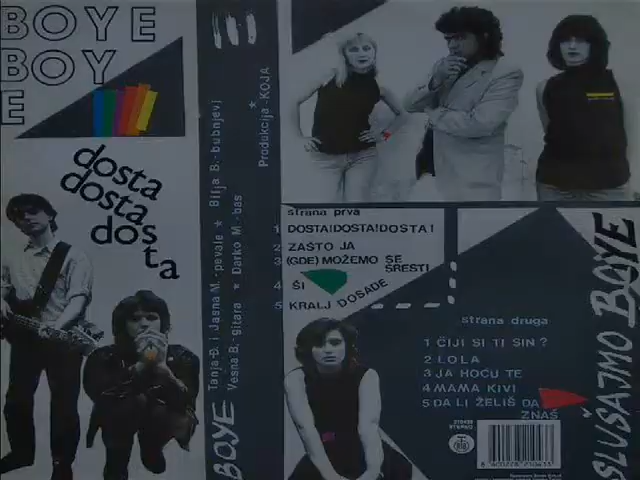 BOYE
BOY
E
dosta
dosta
dosta
BOYE
Tanja Đ. i Jasna M.-pevale ★ Bilja B.-bubnjevi
Vesna B.-gitara ★ Darko M.-bas
★
Produkcija-KOJA
strana prva
1 DOSTA!DOSTA!DOSTA!
2 ZAŠTO JA
3 (GDE) MOŽEMO SE
SRESTI
4 ŠI
5 KRALJ DOSADE
strana druga
1 ČIJI SI TI SIN?
2 LOLA
3 JA HOĆU TE
4 MAMA KIVI
5 DA LI ŽELIŠ DA
ZNAŠ
SLUŠAJMO BOYE